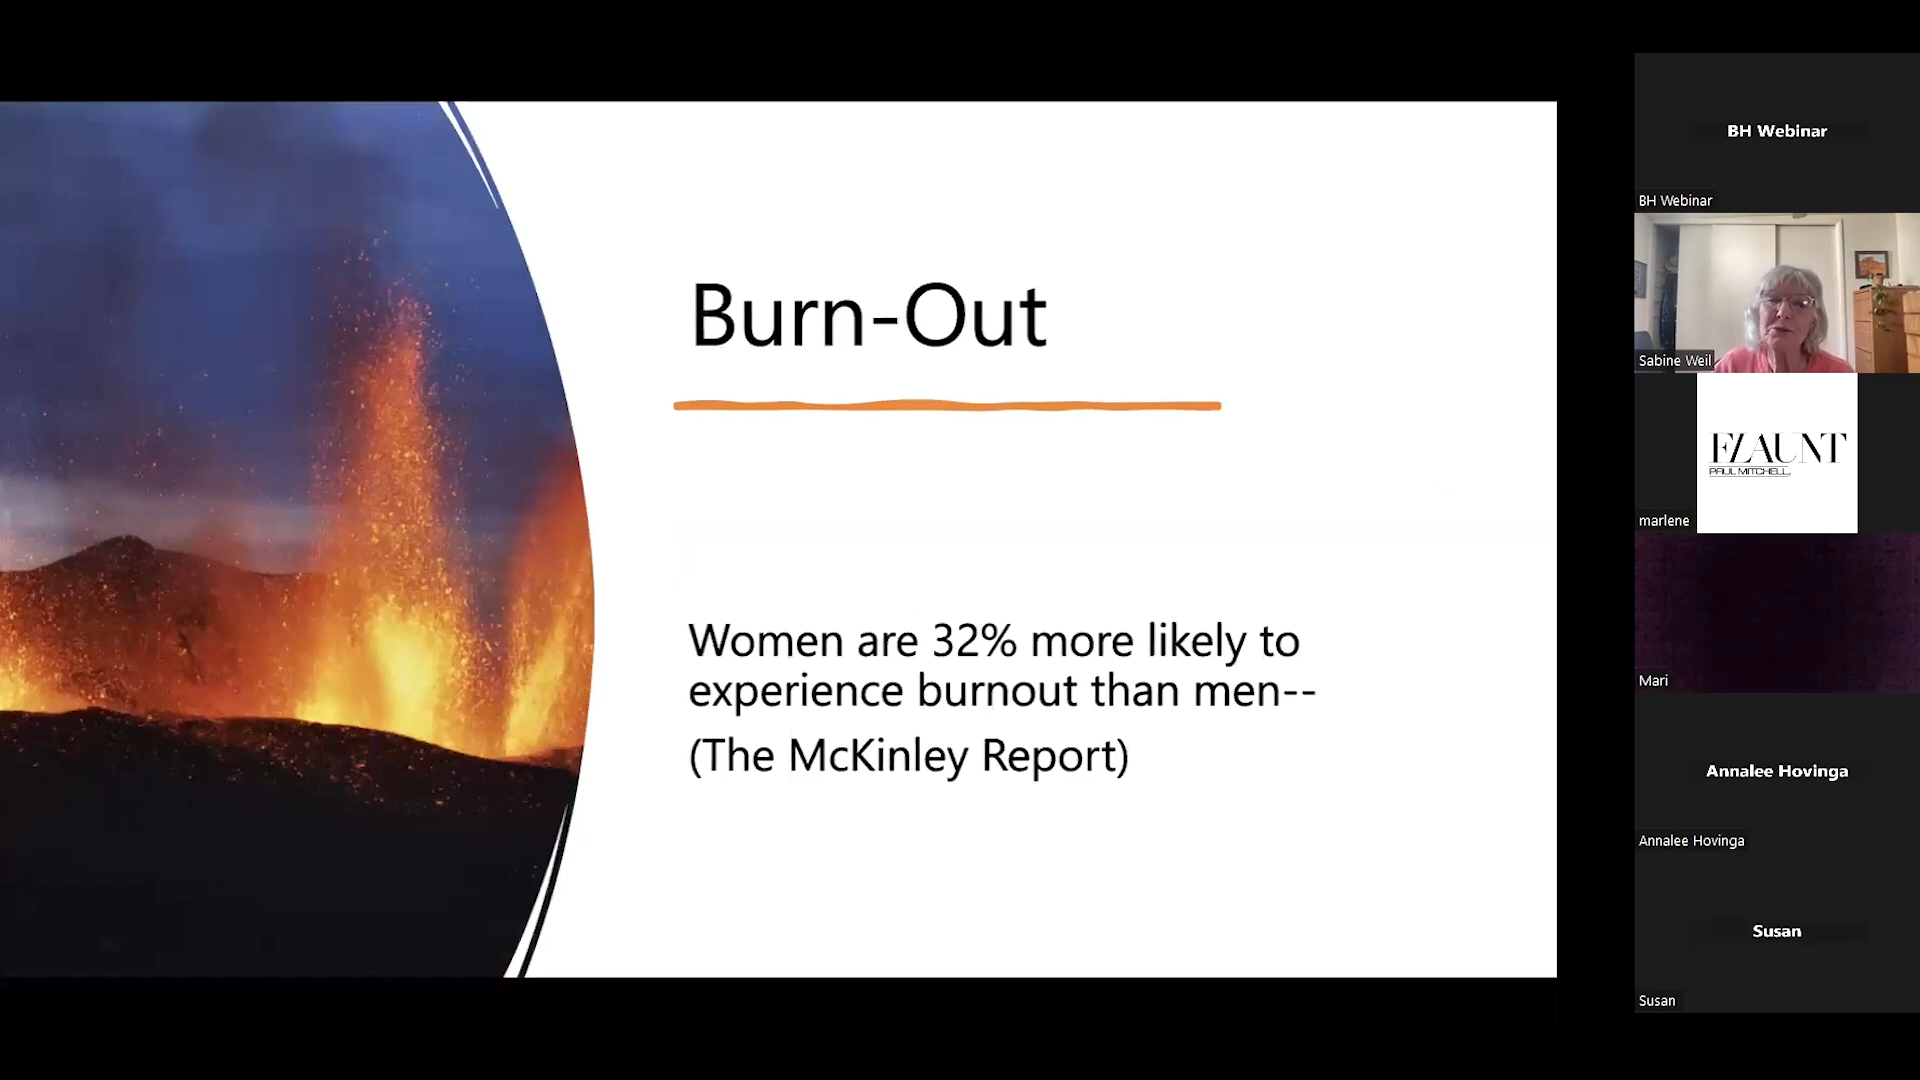 Burn-Out
Women are 32% more likely to
experience burnout than men--
(The McKinley Report)
BH Webinar
BH Webinar
Sabine Weil
FLAUNT
PAUL MITCHELL
marlene
Mari
Annalee Hovinga
Annalee Hovinga
Susan
Susan